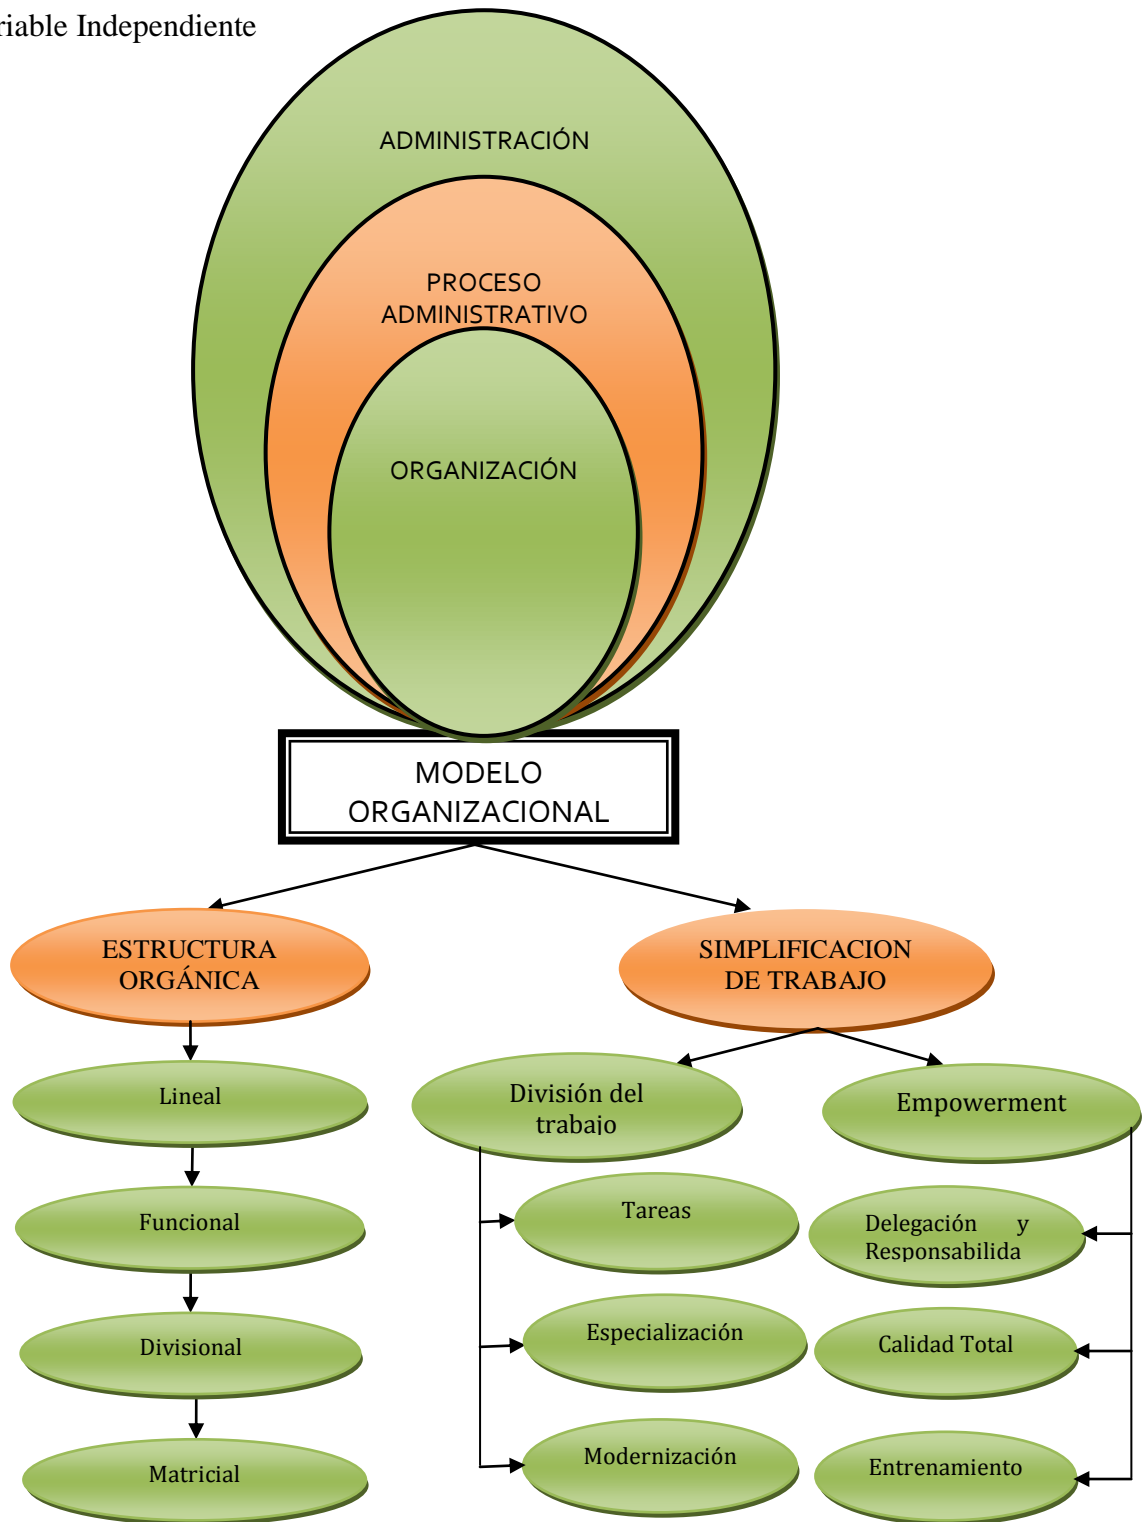 riable Independiente
ADMINISTRACIÓN
PROCESO
ADMINISTRATIVO
ORGANIZACIÓN
MODELO
ORGANIZACIONAL
ESTRUCTURA
ORGÁNICA
SIMPLIFICACION
DE TRABAJO
Lineal
Funcional
Divisional
Matricial
División del
trabajo
Tareas
Especialización
Modernización
Empowerment
Delegación y
Responsabilida
Calidad Total
Entrenamiento